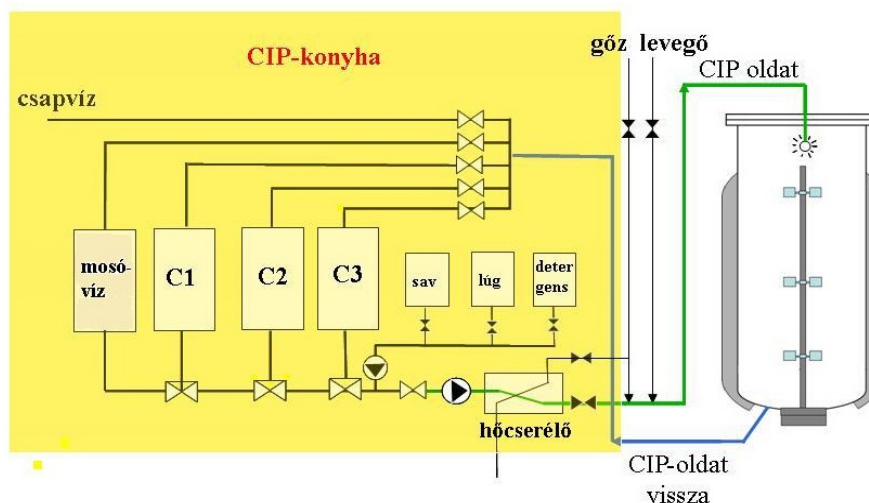 CIP-konyha
gőz levegő
CIP oldat
csapvíz
mosó-
víz
C1
C2
C3
sav
lúg
deter
gens
hőcserélő
CIP-oldat
vissza